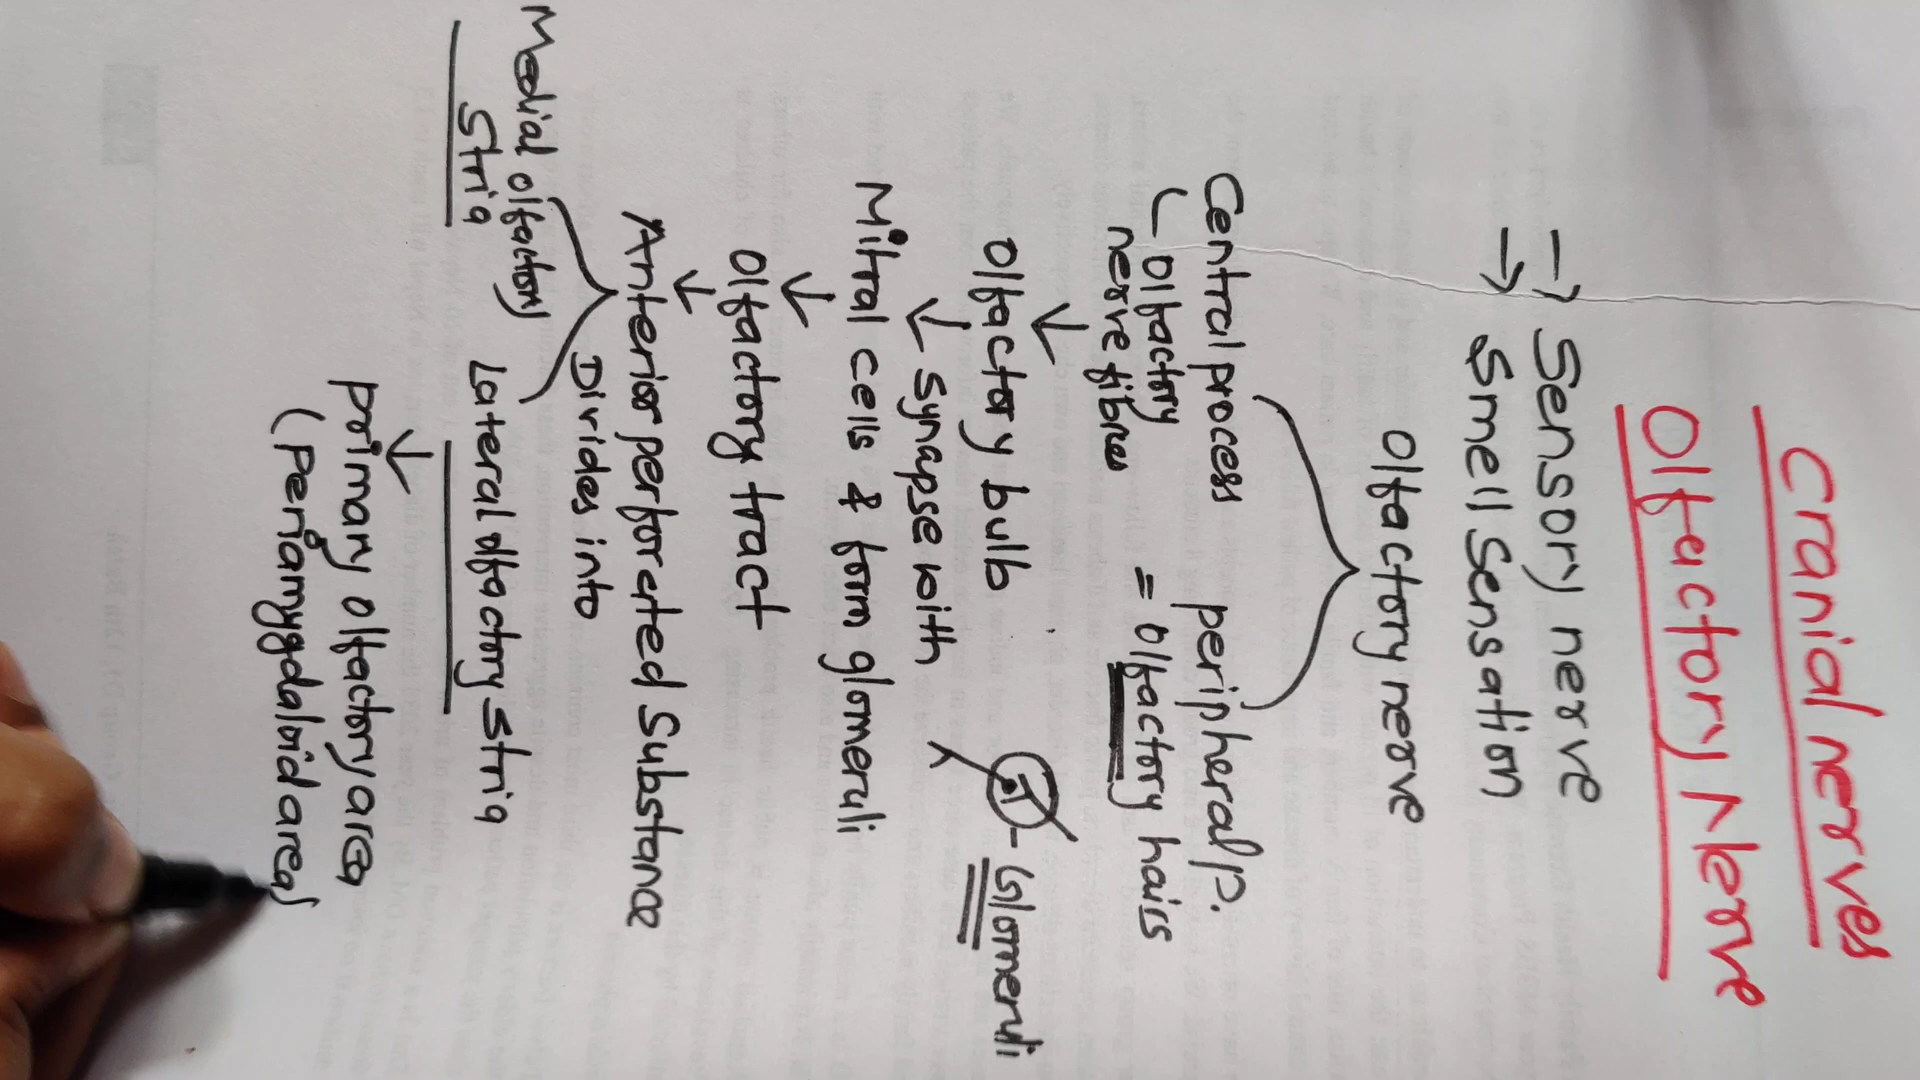 Cranial nerves
Olfactory Nerve
⇒ Sensory nerve
→ Smell Sensation
Olfactory nerve
Central process
peripheral p.
Olfactory
nerve fibres
= Olfactory hairs
↓
Olfactory bulb
Glomeruli
↓ Synapse with
Mitral cells & form glomeruli
↓
Olfactory tract
↓
Anterior perforated Substance
Divides into
Medial olfactory
Stria
Lateral olfactory Stria
↓
primary olfactory area
(periamygdaloid area)